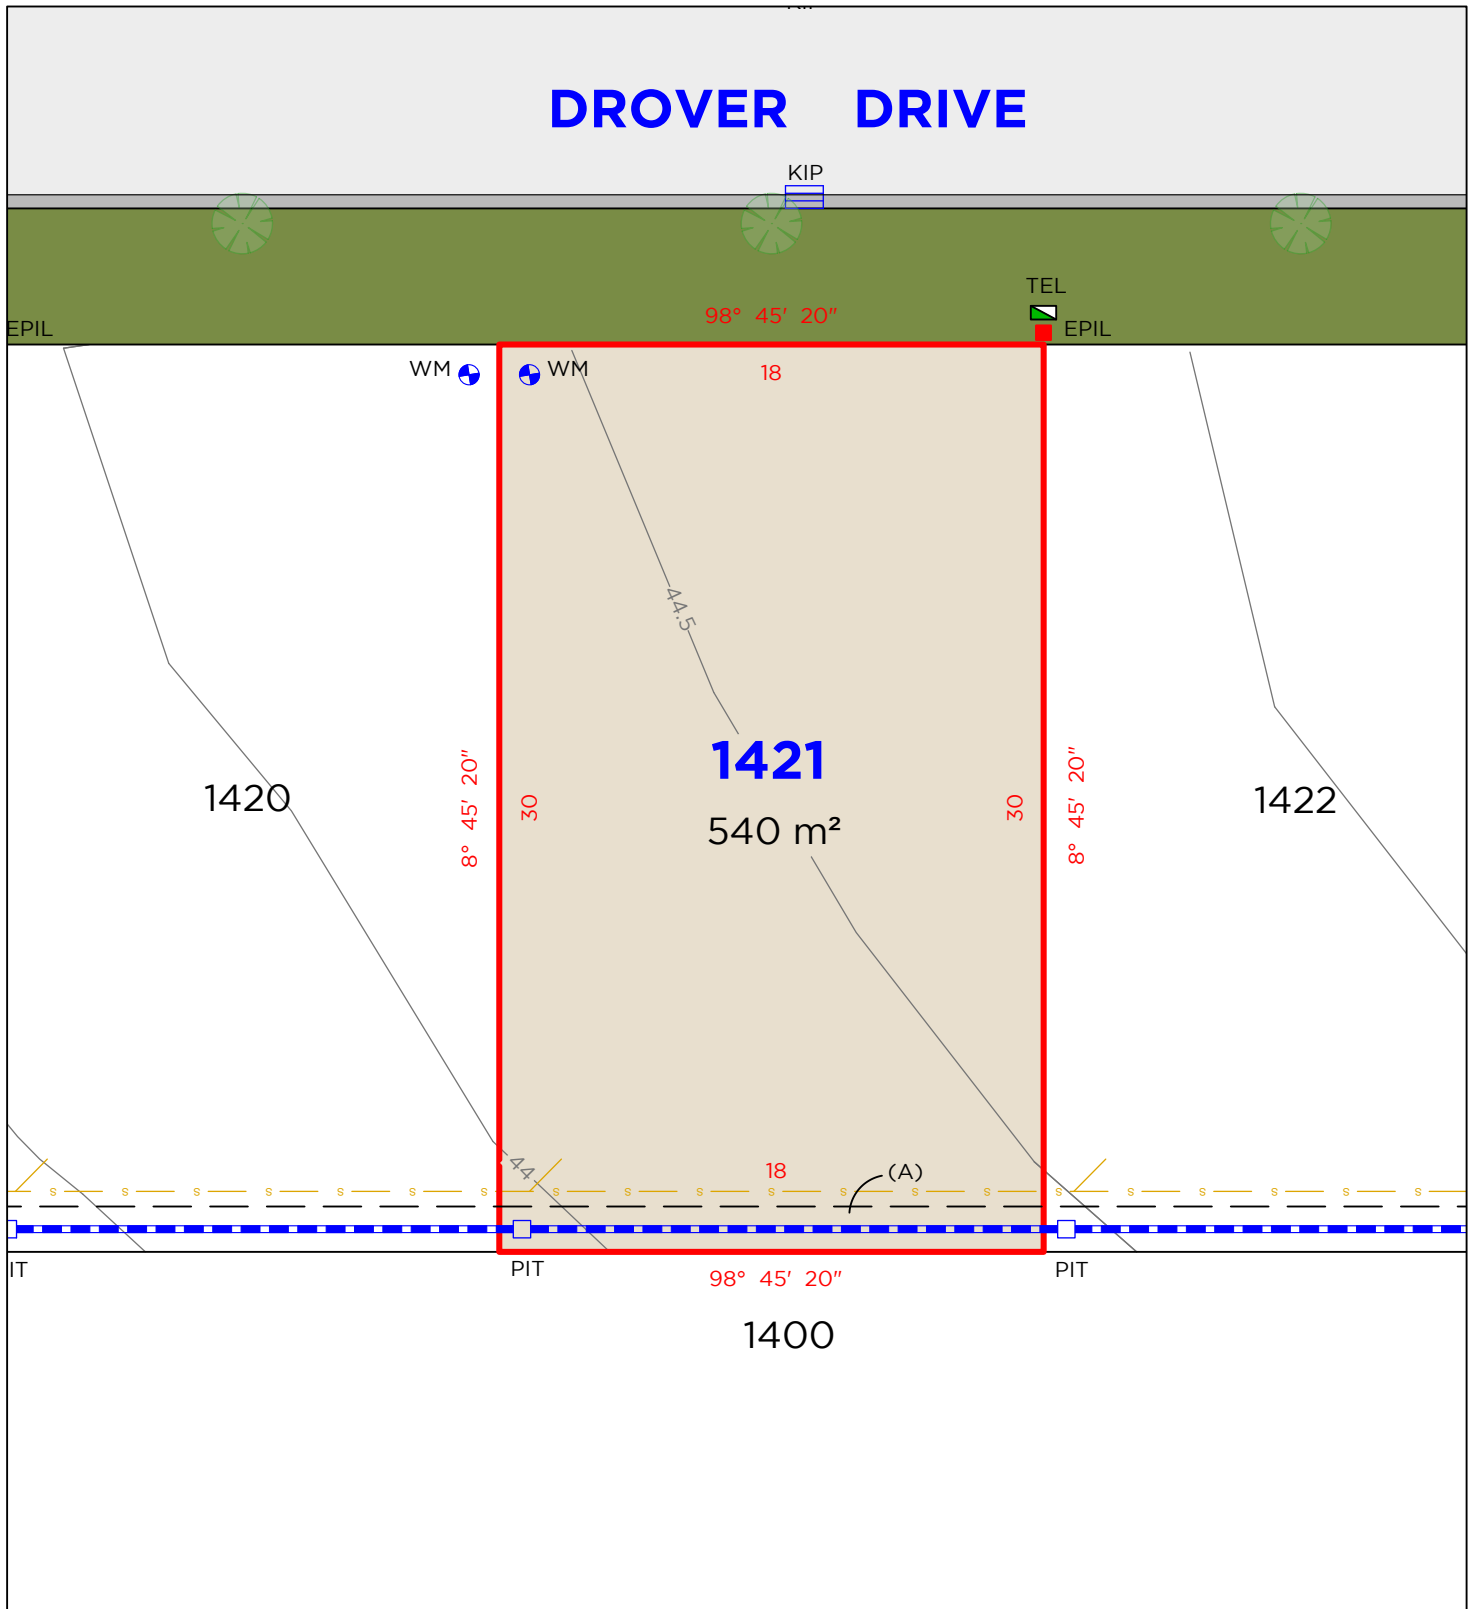 DROVER DRIVE
KIP
TEL
EPIL
98° 45' 20"
EPIL
WM
WM
18
44.5
1421
8° 45' 20"
30
30
8° 45' 20"
1420
1422
540 m²
44
18
(A)
s s s s s s s s s s s s s s s s s s s s
IT
PIT
98° 45' 20"
PIT
1400